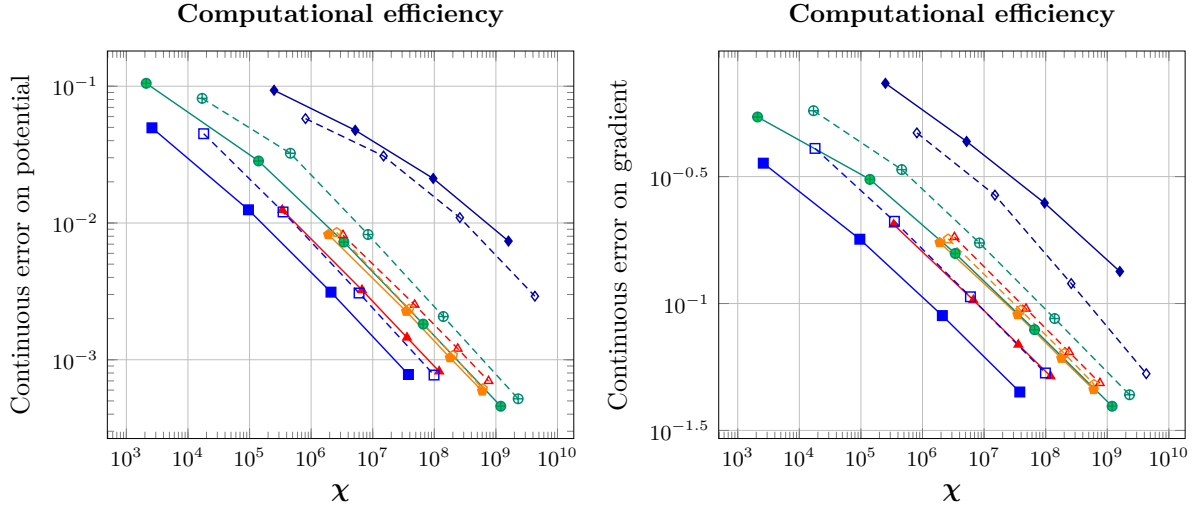 Computational efficiency
Continuous error on potential
10^-1
10^-2
10^-3
10^3 10^4 10^5 10^6 10^7 10^8 10^9 10^10
χ
Computational efficiency
Continuous error on gradient
10^-0.5
10^-1
10^-1.5
10^3 10^4 10^5 10^6 10^7 10^8 10^9 10^10
χ